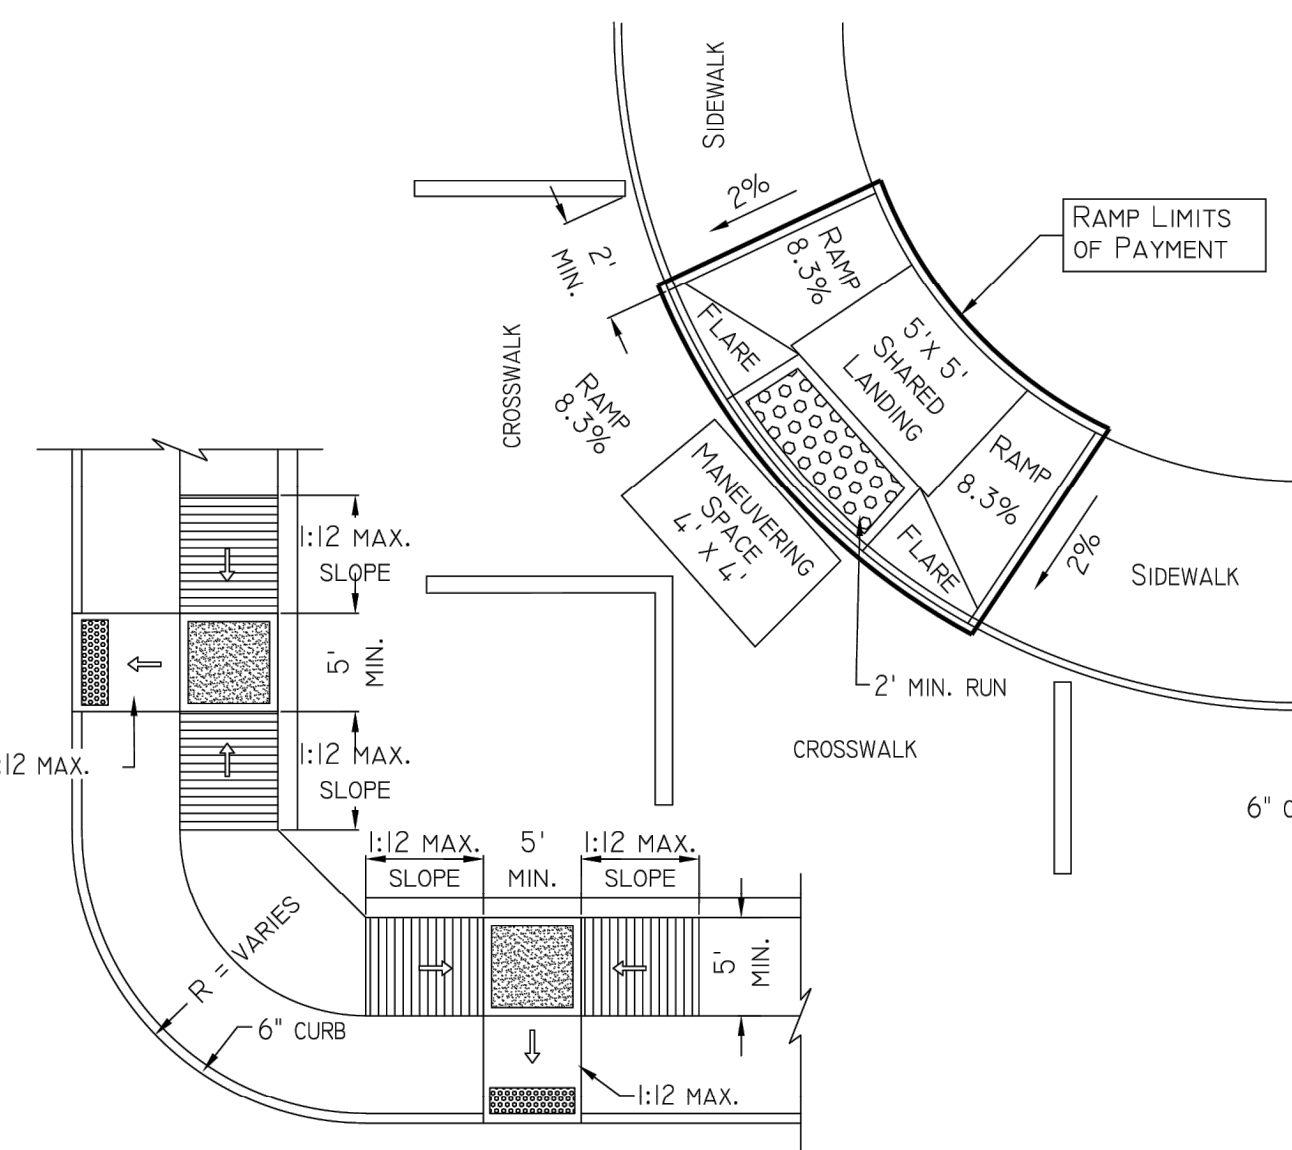 SIDEWALK
2%
RAMP LIMITS
OF PAYMENT
2'
MIN.
RAMP
8.3%
FLARE
5'X 5'
SHARED
LANDING
CROSSWALK
RAMP
8.3%
MANEUVERING
SPACE
4' X 4'
RAMP
8.3%
FLARE
2%
SIDEWALK
2' MIN. RUN
CROSSWALK
6"
1:12 MAX.
SLOPE
5'
MIN.
:12 MAX.
1:12 MAX.
SLOPE
1:12 MAX.
SLOPE
5'
MIN.
1:12 MAX.
SLOPE
5'
MIN.
R = VARIES
6" CURB
1:12 MAX.